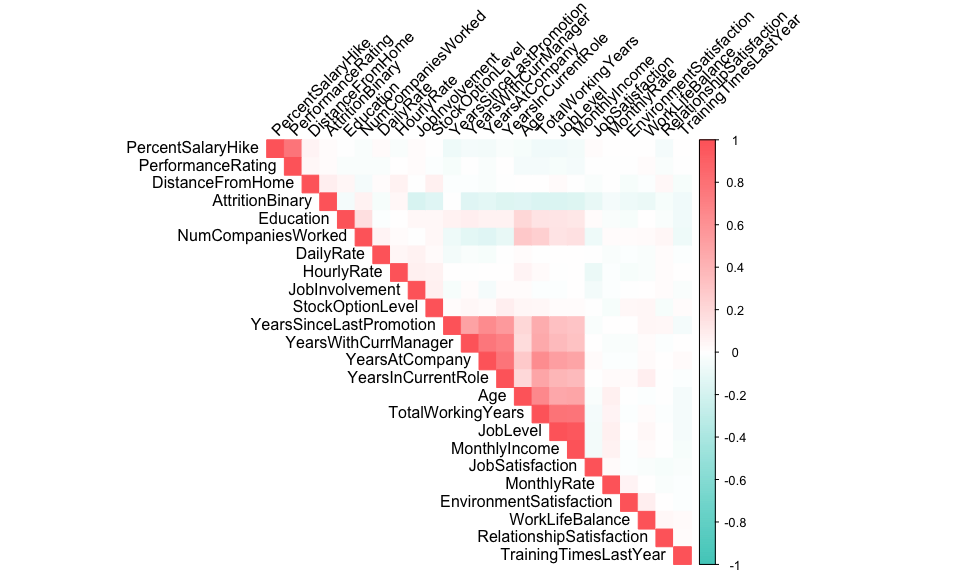 PercentSalaryHike
PerformanceRating
DistanceFromHome
AttritionBinary
Education
NumCompaniesWorked
DailyRate
HourlyRate
JobInvolvement
StockOptionLevel
YearsSinceLastPromotion
YearsWithCurrManager
YearsAtCompany
YearsInCurrentRole
Age
TotalWorkingYears
JobLevel
MonthlyIncome
JobSatisfaction
MonthlyRate
EnvironmentSatisfaction
WorkLifeBalance
RelationshipSatisfaction
TrainingTimesLastYear
PercentSalaryHike
PerformanceRating
DistanceFromHome
AttritionBinary
Education
NumCompaniesWorked
DailyRate
HourlyRate
JobInvolvement
StockOptionLevel
YearsSinceLastPromotion
YearsWithCurrManager
YearsAtCompany
YearsInCurrentRole
Age
TotalWorkingYears
JobLevel
MonthlyIncome
JobSatisfaction
MonthlyRate
EnvironmentSatisfaction
WorkLifeBalance
RelationshipSatisfaction
TrainingTimesLastYear
1
0.8
0.6
0.4
0.2
0
-0.2
-0.4
-0.6
-0.8
-1